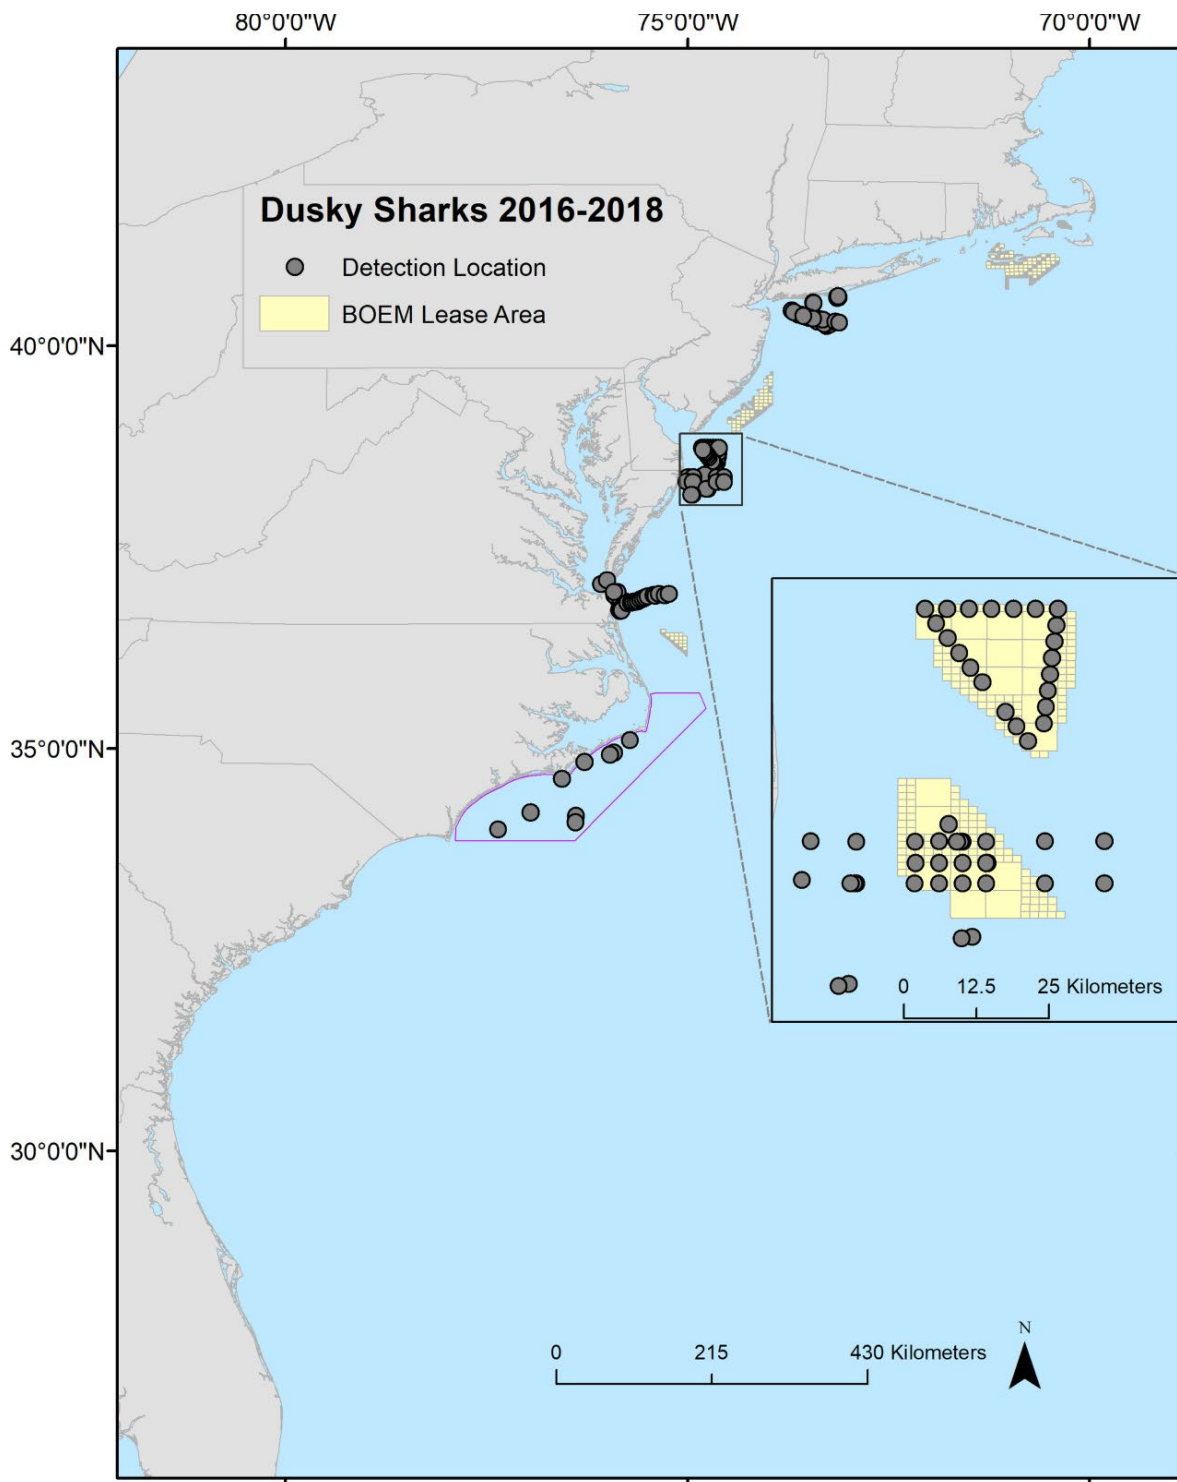 80°0'0"W 75°0'0"W 70°0'0"W
Dusky Sharks 2016-2018
Detection Location
BOEM Lease Area
40°0'0"N
35°0'0"N
0 12.5 25 Kilometers
30°0'0"N
N
0 215 430 Kilometers